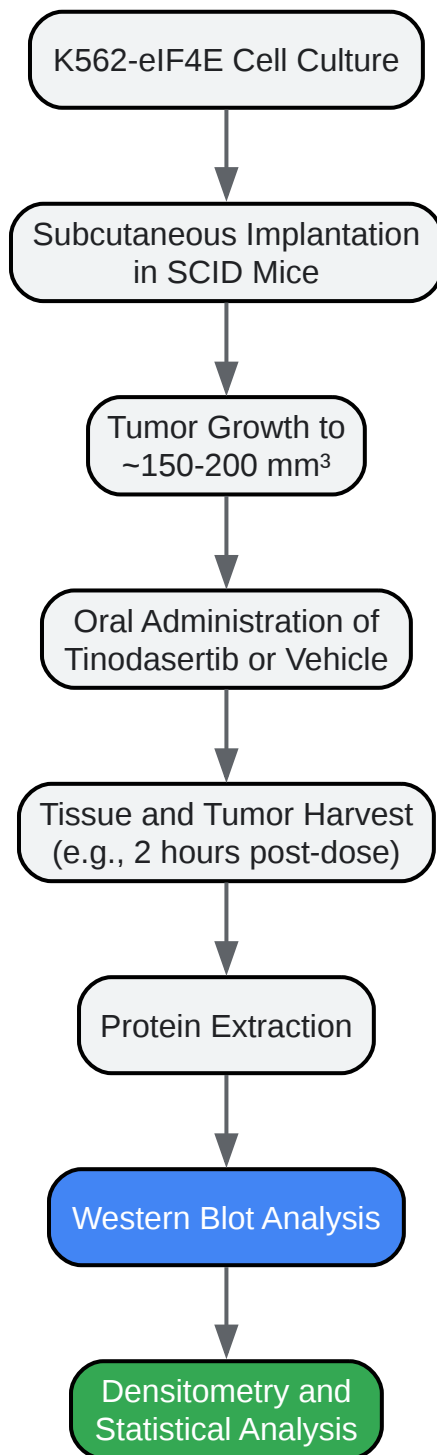 K562-eIF4E Cell Culture
Subcutaneous Implantation
in SCID Mice
Tumor Growth to
~150-200 mm³
Oral Administration of
Tinodasertib or Vehicle
Tissue and Tumor Harvest
(e.g., 2 hours post-dose)
Protein Extraction
Western Blot Analysis
Densitometry and
Statistical Analysis